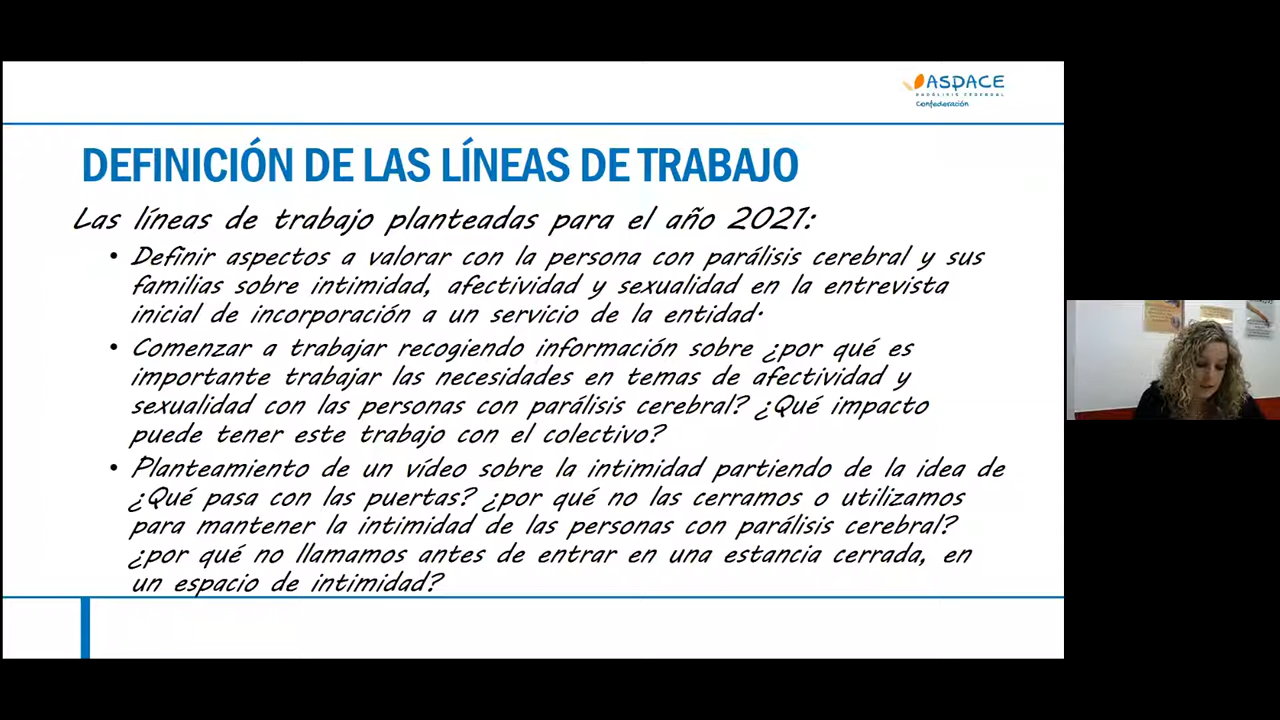 ASPACE
PARÁLISIS CEREBRAL
Confederación
DEFINICIÓN DE LAS LÍNEAS DE TRABAJO
Las líneas de trabajo planteadas para el año 2021:
• Definir aspectos a valorar con la persona con parálisis cerebral y sus
familias sobre intimidad, afectividad y sexualidad en la entrevista
inicial de incorporación a un servicio de la entidad.
• Comenzar a trabajar recogiendo información sobre ¿por qué es
importante trabajar las necesidades en temas de afectividad y
sexualidad con las personas con parálisis cerebral? ¿Qué impacto
puede tener este trabajo con el colectivo?
• Planteamiento de un vídeo sobre la intimidad partiendo de la idea de
¿Qué pasa con las puertas? ¿por qué no las cerramos o utilizamos
para mantener la intimidad de las personas con parálisis cerebral?
¿por qué no llamamos antes de entrar en una estancia cerrada, en
un espacio de intimidad?